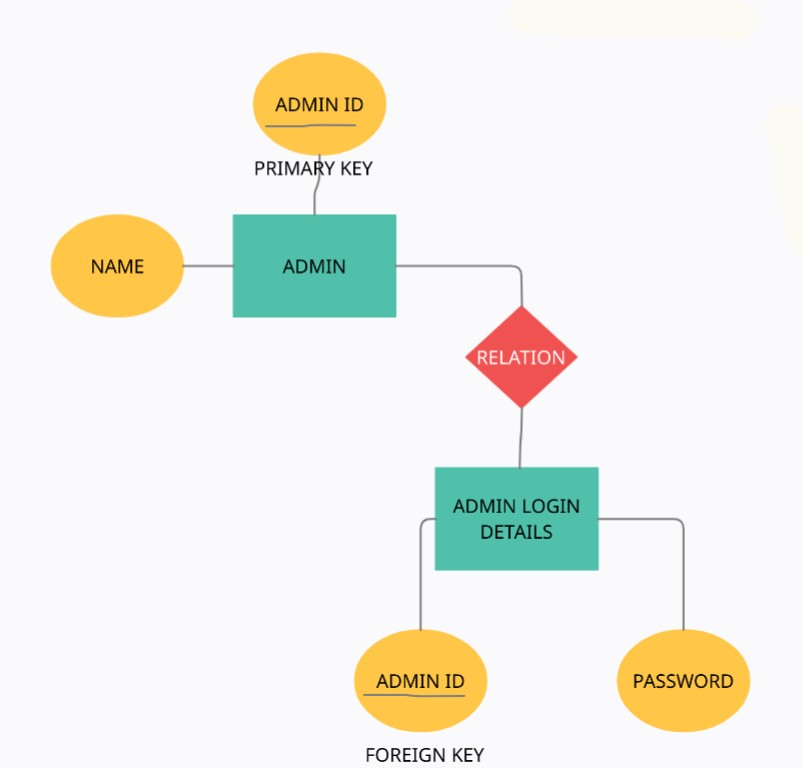 ADMIN ID
PRIMARY KEY
NAME
ADMIN
RELATION
ADMIN LOGIN
DETAILS
ADMIN ID
PASSWORD
FOREIGN KEY